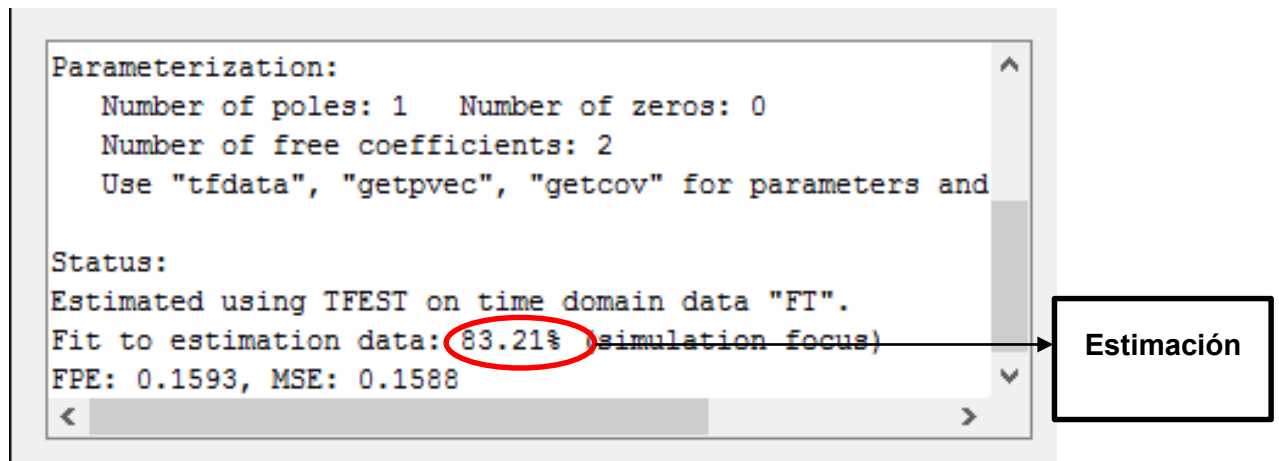 Parameterization:
Number of poles: 1   Number of zeros: 0
Number of free coefficients: 2
Use "tfdata", "getpvec", "getcov" for parameters and
Status:
Estimated using TFEST on time domain data "FT".
Fit to estimation data: 83.21% (simulation focus)
FPE: 0.1593, MSE: 0.1588
Estimación